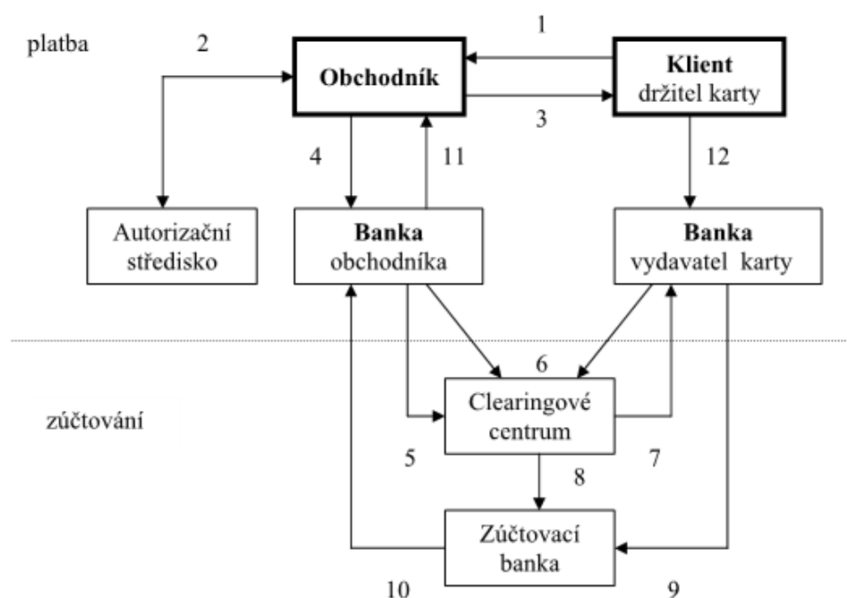 platba
2
1
Obchodník
Klient
držitel karty
3
4
11
12
Autorizační
středisko
Banka
obchodníka
Banka
vydavatel karty
zúčtování
6
Clearingové
centrum
5
7
8
Zúčtovací
banka
10
9